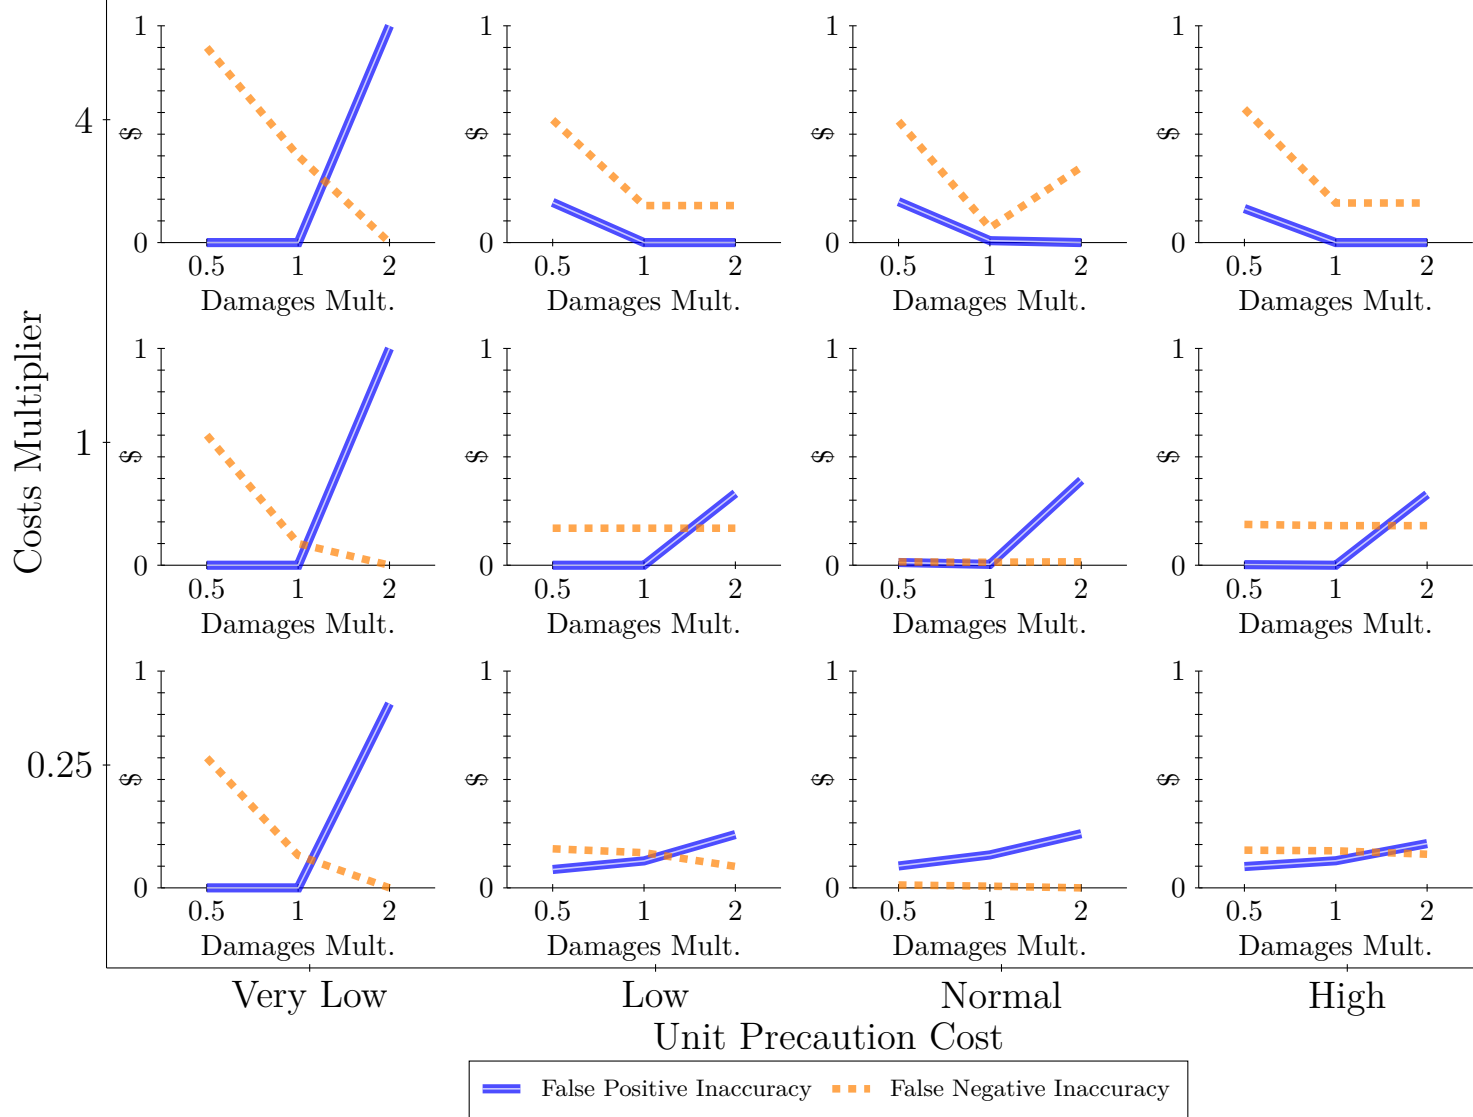 1 1 1 1
$ $ $ $
4
0 0 0 0
0.5 1 2 0.5 1 2 0.5 1 2 0.5 1 2
Damages Mult. Damages Mult. Damages Mult. Damages Mult.
Costs Multiplier
1 1 1 1
$ $ $ $
1
0 0 0 0
0.5 1 2 0.5 1 2 0.5 1 2 0.5 1 2
Damages Mult. Damages Mult. Damages Mult. Damages Mult.
1 1 1 1
$ $ $ $
0.25
0 0 0 0
0.5 1 2 0.5 1 2 0.5 1 2 0.5 1 2
Damages Mult. Damages Mult. Damages Mult. Damages Mult.
Very Low Low Normal High
Unit Precaution Cost
False Positive Inaccuracy False Negative Inaccuracy